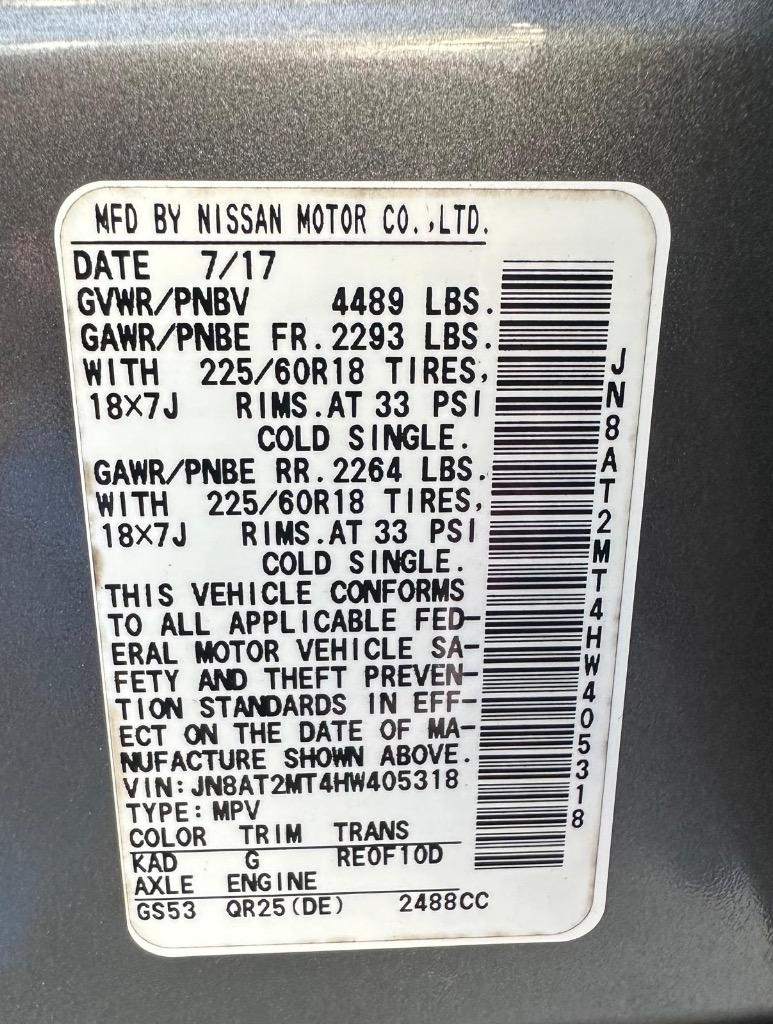 MFD BY NISSAN MOTOR CO.,LTD.
DATE 7/17
GVWR/PNBV 4489 LBS.
GAWR/PNBE FR.2293 LBS.
WITH 225/60R18 TIRES,
18×7J RIMS.AT 33 PSI
COLD SINGLE.
GAWR/PNBE RR.2264 LBS.
WITH 225/60R18 TIRES,
18×7J RIMS.AT 33 PSI
COLD SINGLE.
THIS VEHICLE CONFORMS
TO ALL APPLICABLE FED-
ERAL MOTOR VEHICLE SA-
FETY AND THEFT PREVEN-
TION STANDARDS IN EFF-
ECT ON THE DATE OF MA-
NUFACTURE SHOWN ABOVE.
VIN:JN8AT2MT4HW405318
TYPE:MPV
COLOR TRIM TRANS
KAD G RE0F10D
AXLE ENGINE
GS53 QR25(DE) 2488CC
JN8AT2MT4HW405318